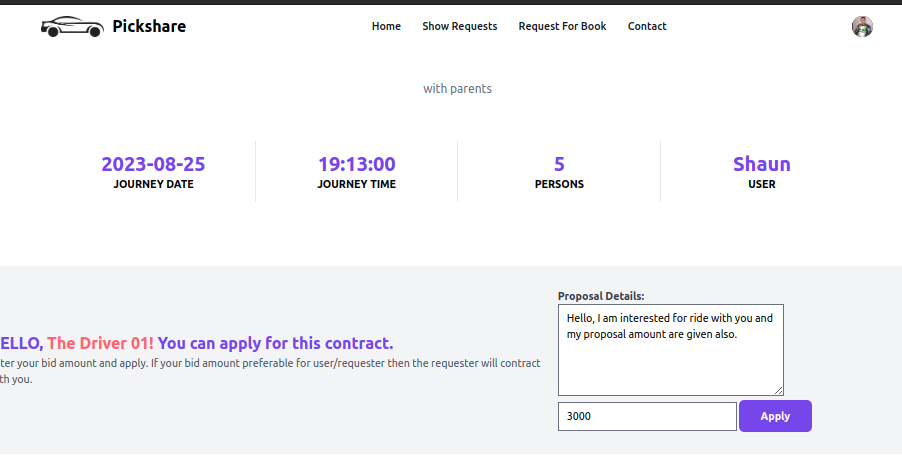 Pickshare
Home Show Requests Request For Book Contact
with parents
2023-08-25 19:13:00 5 Shaun
JOURNEY DATE JOURNEY TIME PERSONS USER
ELLO, The Driver 01! You can apply for this contract.
ter your bid amount and apply. If your bid amount preferable for user/requester then the requester will contract
th you.
Proposal Details:
Hello, I am interested for ride with you and
my proposal amount are given also.
3000 Apply